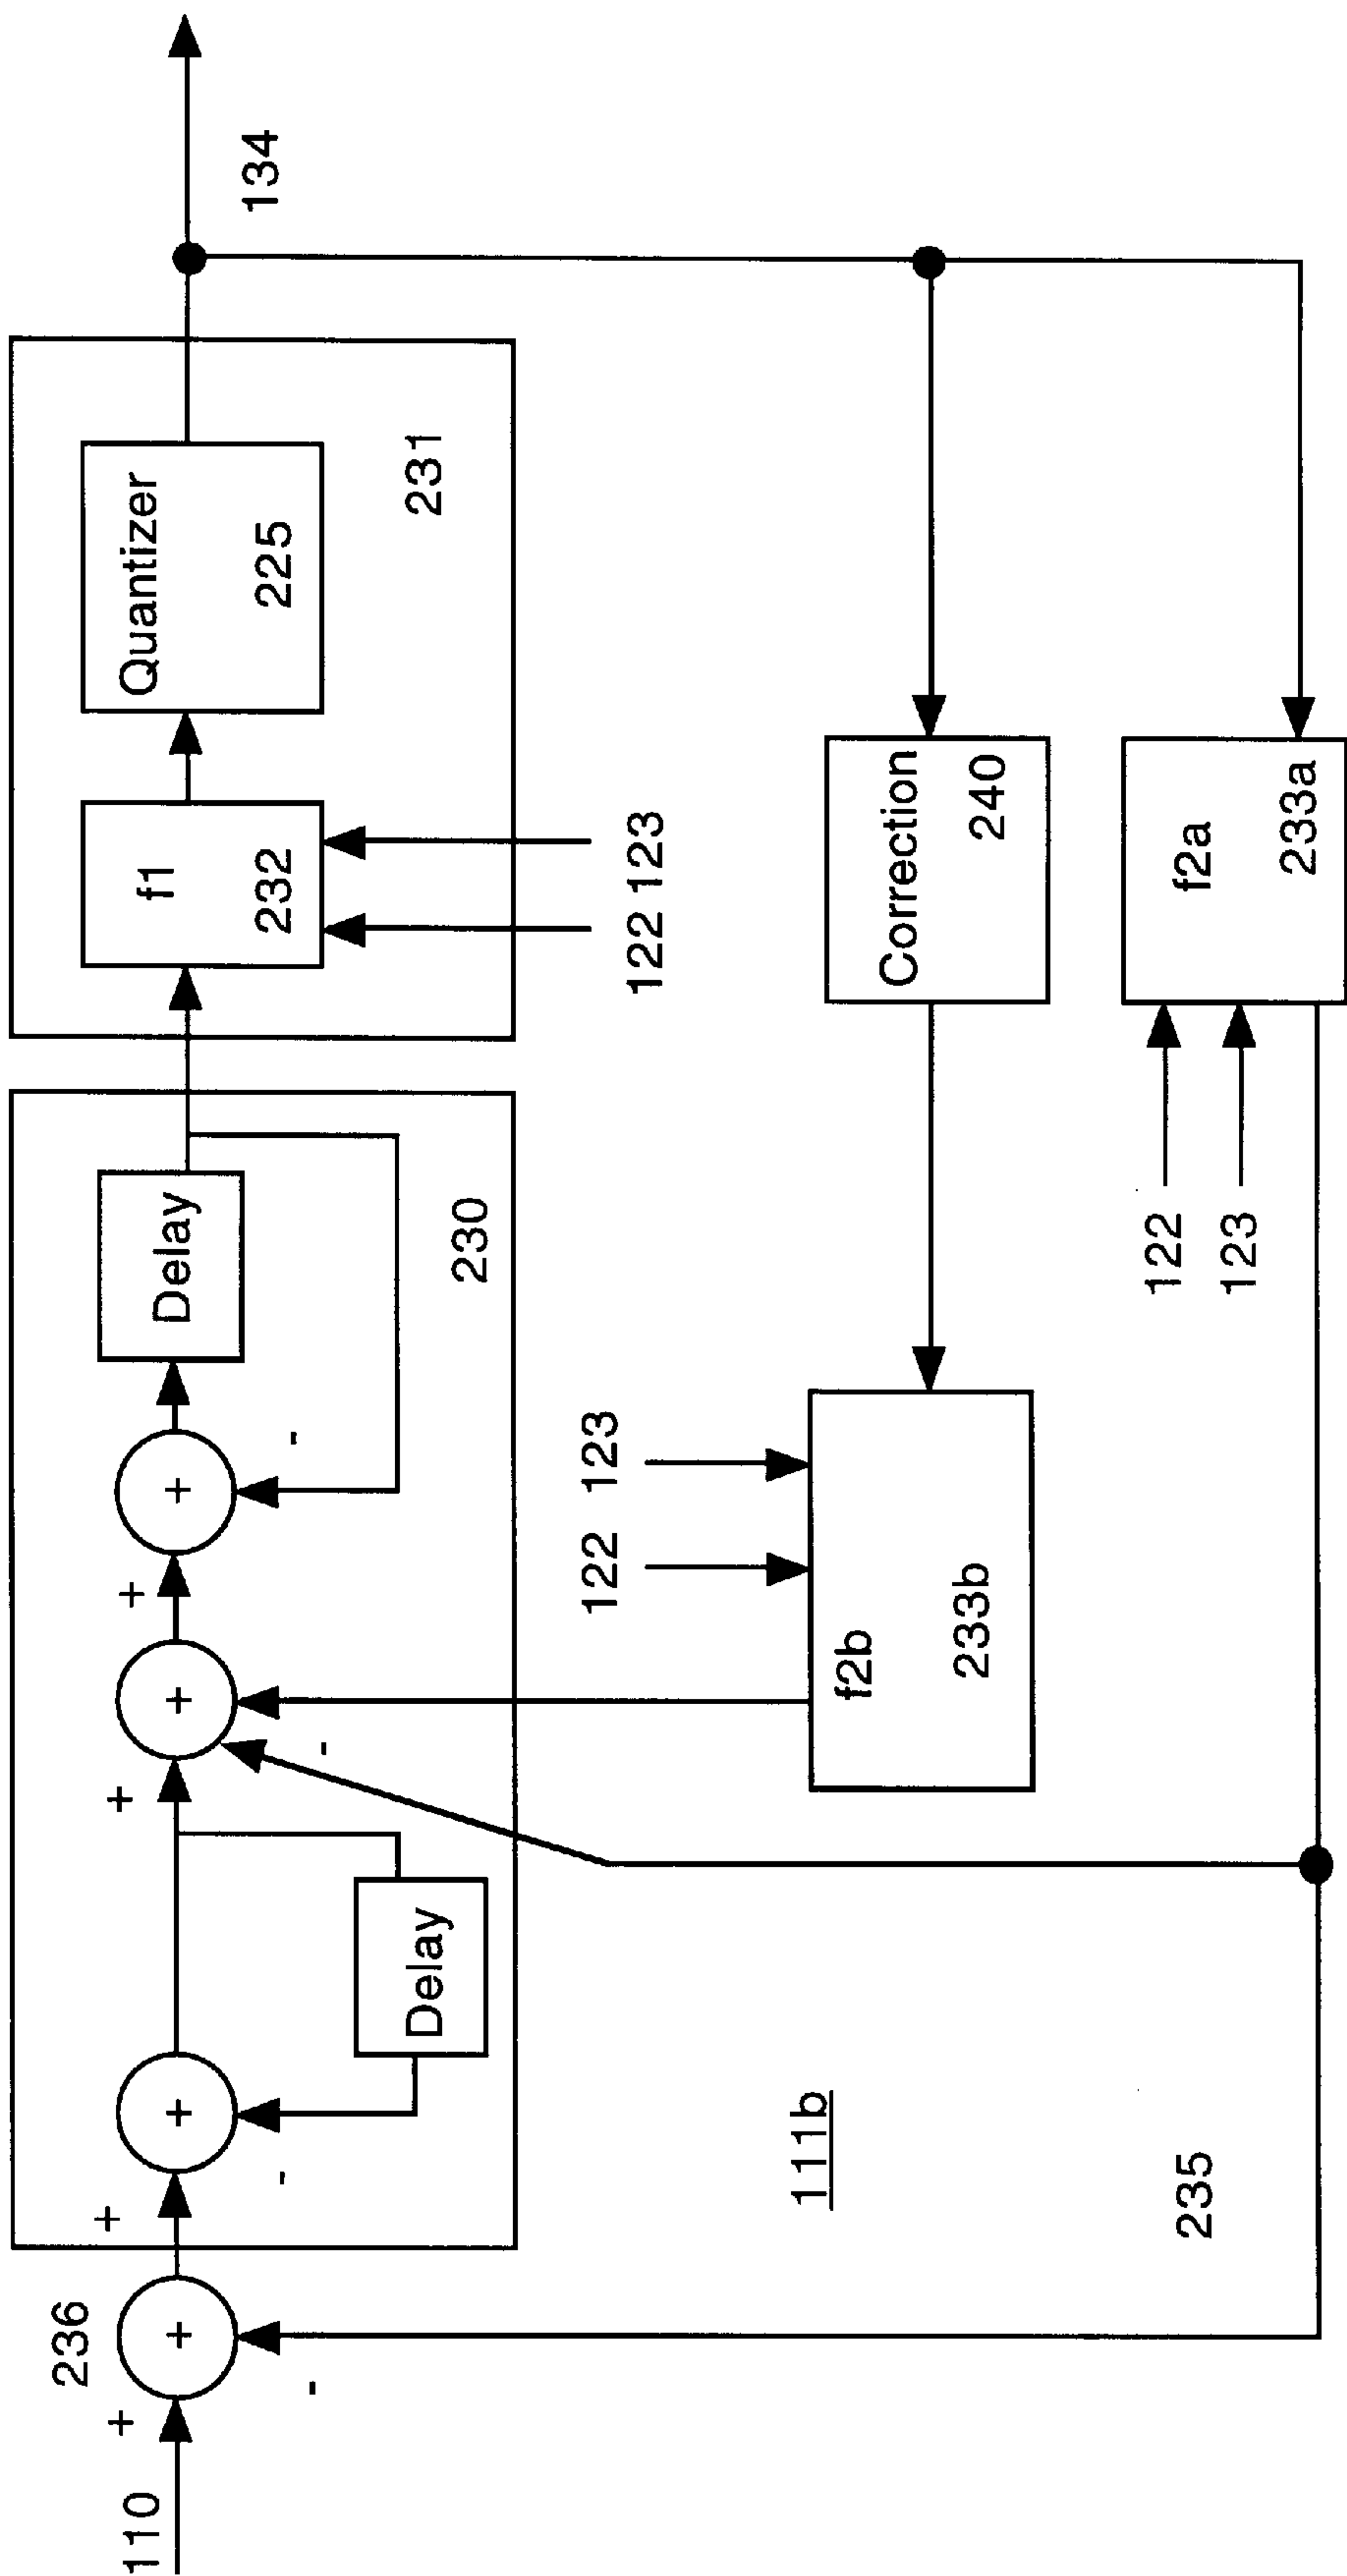 110
+
236
+
-
+
-
Delay
+
+
-
+
+
-
Delay
230
f1
232
122 123
Quantizer
225
231
134
122 123
f2b
233b
Correction
240
122
123
f2a
233a
111b
235
+
+